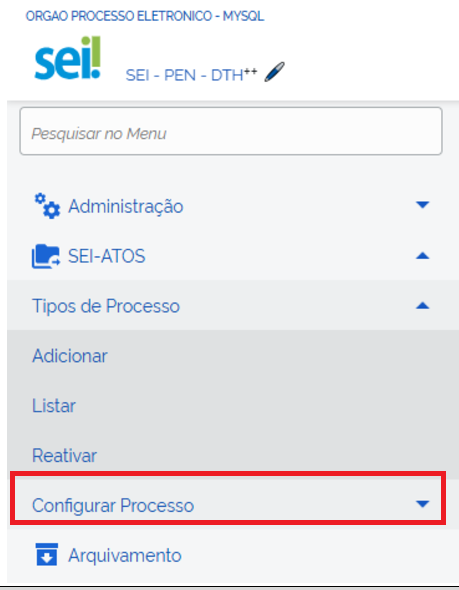 ORGAO PROCESSO ELETRONICO - MYSQL
sei!
SEI - PEN - DTH++
Pesquisar no Menu
Administração
SEI-ATOS
Tipos de Processo
Adicionar
Listar
Reativar
Configurar Processo
Arquivamento